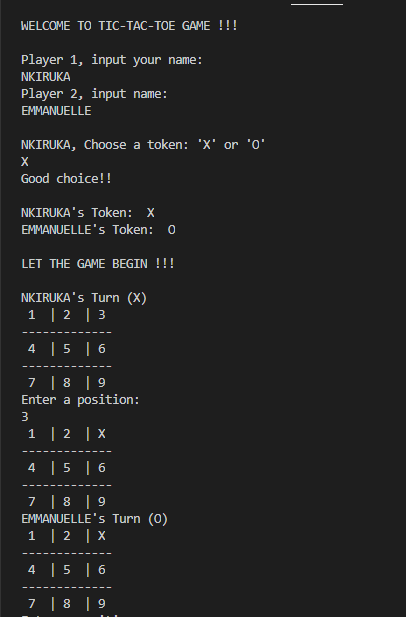 WELCOME TO TIC-TAC-TOE GAME !!!
Player 1, input your name:
NKIRUKA
Player 2, input name:
EMMANUELLE
NKIRUKA, Choose a token: 'X' or 'O'
X
Good choice!!
NKIRUKA's Token:  X
EMMANUELLE's Token:  O
LET THE GAME BEGIN !!!
NKIRUKA's Turn (X)
 1  | 2  | 3
-------------
 4  | 5  | 6
-------------
 7  | 8  | 9
Enter a position:
3
 1  | 2  | X
-------------
 4  | 5  | 6
-------------
 7  | 8  | 9
EMMANUELLE's Turn (O)
 1  | 2  | X
-------------
 4  | 5  | 6
-------------
 7  | 8  | 9